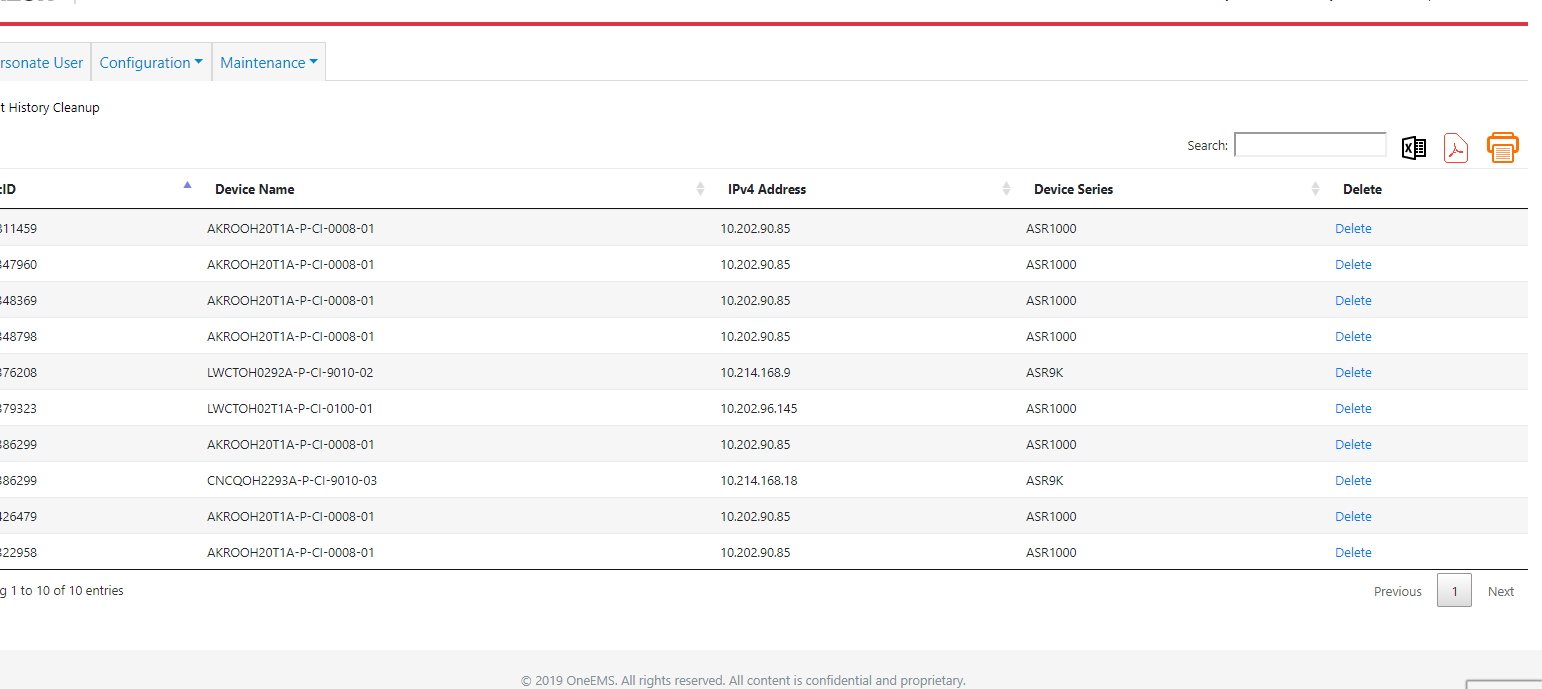 rsonate User Configuration Maintenance
t History Cleanup
Search:
:ID Device Name IPv4 Address Device Series Delete
311459 AKROOH20T1A-P-CI-0008-01 10.202.90.85 ASR1000 Delete
347960 AKROOH20T1A-P-CI-0008-01 10.202.90.85 ASR1000 Delete
348369 AKROOH20T1A-P-CI-0008-01 10.202.90.85 ASR1000 Delete
348798 AKROOH20T1A-P-CI-0008-01 10.202.90.85 ASR1000 Delete
376208 LWCTOH0292A-P-CI-9010-02 10.214.168.9 ASR9K Delete
379323 LWCTOH02T1A-P-CI-0100-01 10.202.96.145 ASR1000 Delete
386299 AKROOH20T1A-P-CI-0008-01 10.202.90.85 ASR1000 Delete
386299 CNCQOH2293A-P-CI-9010-03 10.214.168.18 ASR9K Delete
426479 AKROOH20T1A-P-CI-0008-01 10.202.90.85 ASR1000 Delete
322958 AKROOH20T1A-P-CI-0008-01 10.202.90.85 ASR1000 Delete
g 1 to 10 of 10 entries Previous 1 Next
© 2019 OneEMS. All rights reserved. All content is confidential and proprietary.